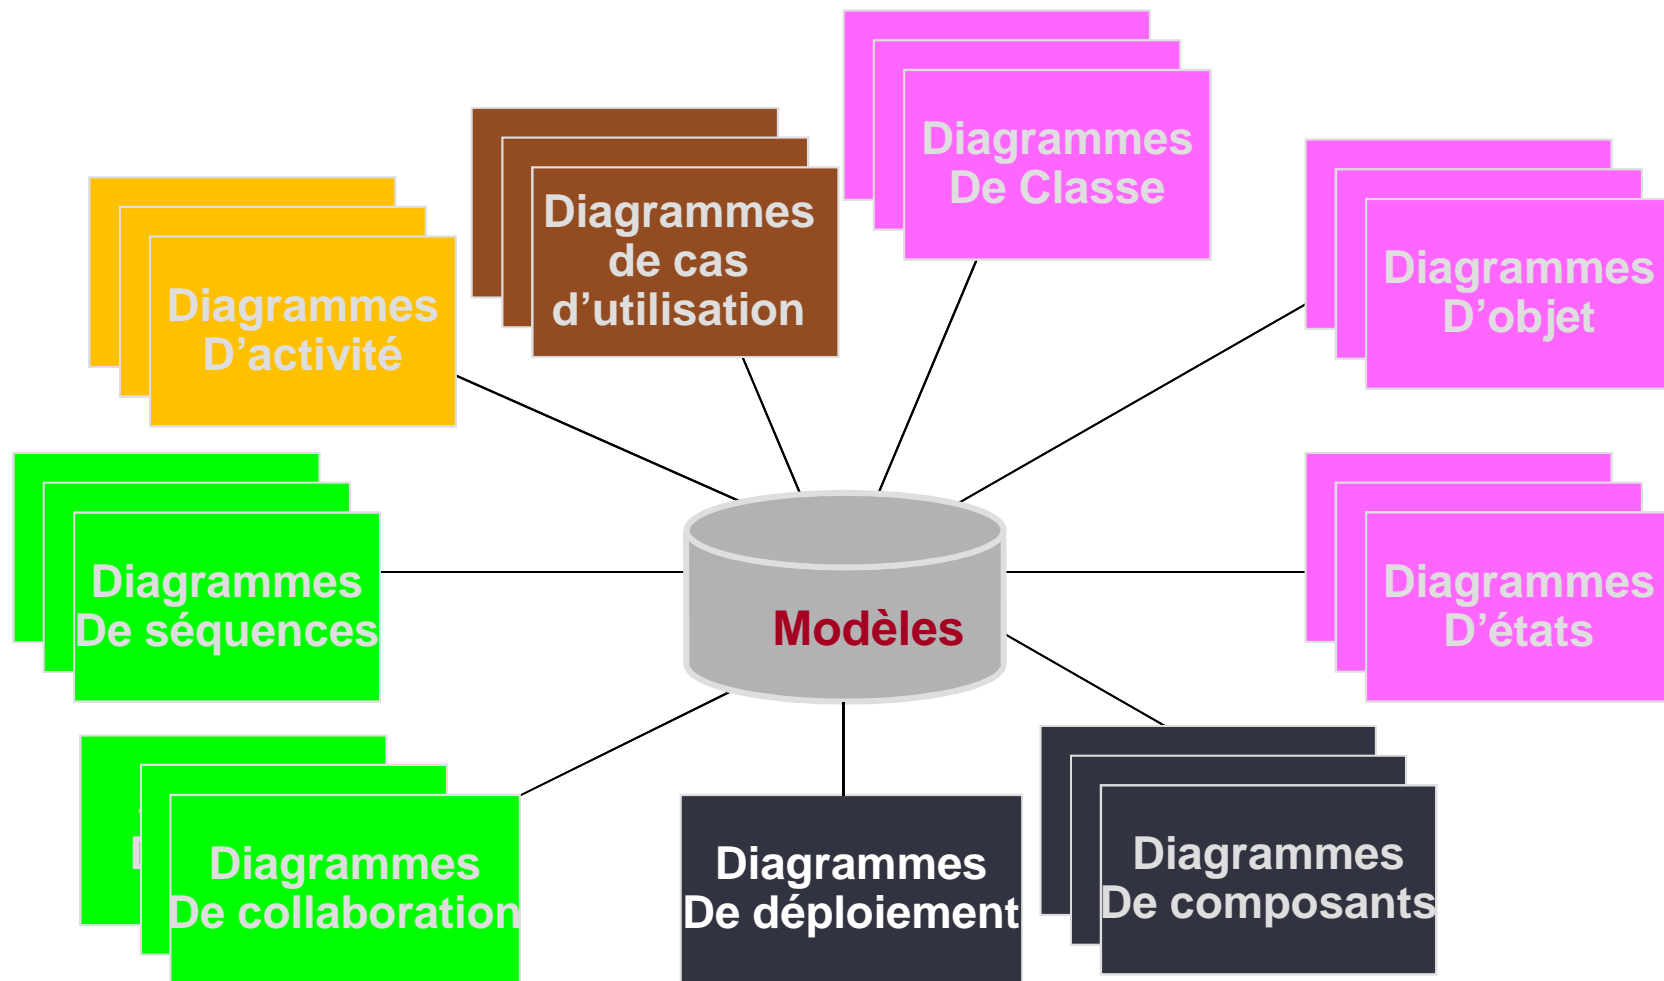 Diagrammes
De Classe
Diagrammes
de cas
d’utilisation
Diagrammes
D’objet
Diagrammes
D’activité
Diagrammes
De séquences
Modèles
Diagrammes
D’états
Diagrammes
De collaboration
Diagrammes
De déploiement
Diagrammes
De composants